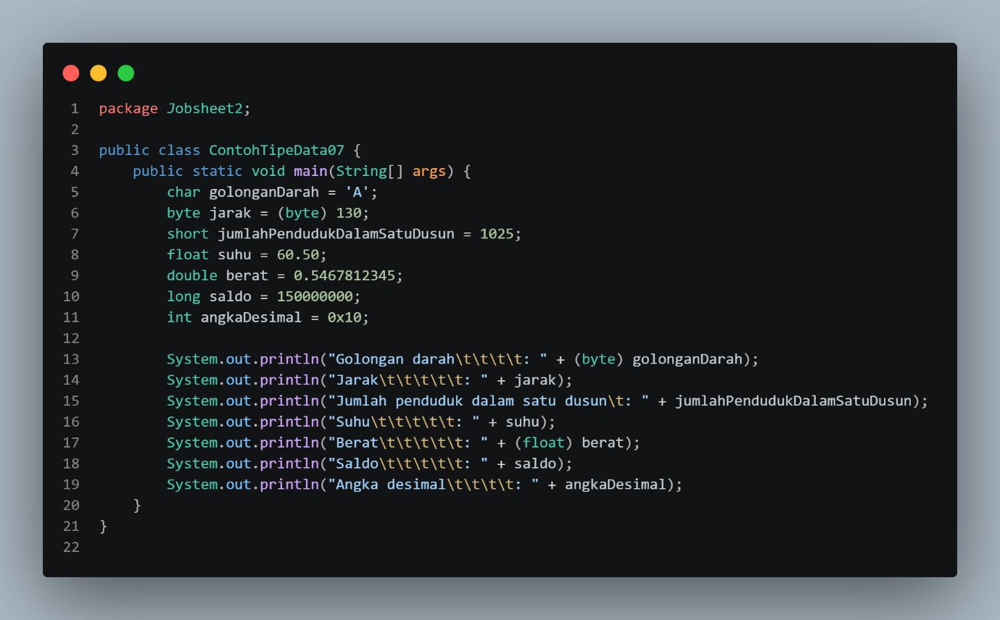 1 package Jobsheet2;
2
3 public class ContohTipeData07 {
4     public static void main(String[] args) {
5         char golonganDarah = 'A';
6         byte jarak = (byte) 130;
7         short jumlahPendudukDalamSatuDusun = 1025;
8         float suhu = 60.50;
9         double berat = 0.5467812345;
10         long saldo = 150000000;
11         int angkaDesimal = 0x10;
12
13         System.out.println("Golongan darah\t\t\t\t: " + (byte) golonganDarah);
14         System.out.println("Jarak\t\t\t\t\t: " + jarak);
15         System.out.println("Jumlah penduduk dalam satu dusun\t: " + jumlahPendudukDalamSatuDusun);
16         System.out.println("Suhu\t\t\t\t\t: " + suhu);
17         System.out.println("Berat\t\t\t\t\t: " + (float) berat);
18         System.out.println("Saldo\t\t\t\t\t: " + saldo);
19         System.out.println("Angka desimal\t\t\t\t: " + angkaDesimal);
20     }
21 }
22